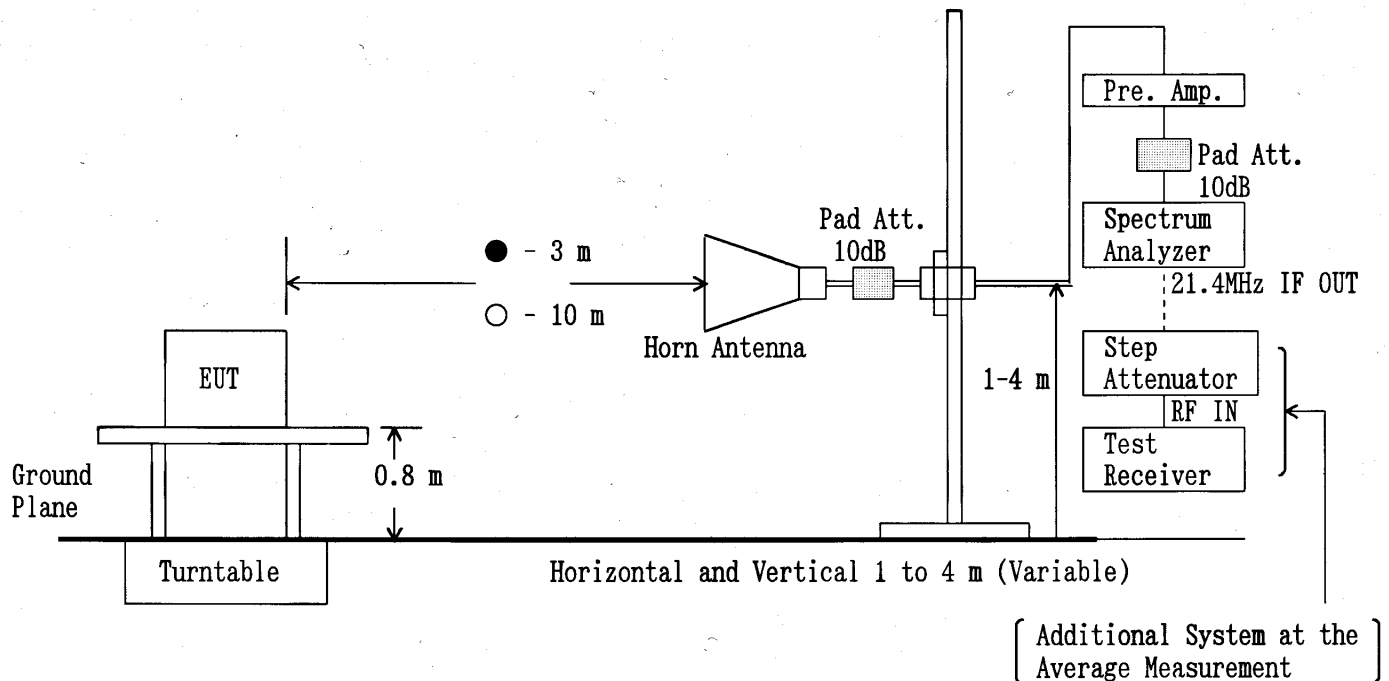 Pre. Amp.
Pad Att.
10dB
Pad Att.
10dB
Spectrum
Analyzer
● - 3 m
○ - 10 m
21.4MHz IF OUT
Horn Antenna
Step
Attenuator
1-4 m
EUT
RF IN
Test
Receiver
0.8 m
Ground
Plane
Turntable
Horizontal and Vertical 1 to 4 m (Variable)
Additional System at the
Average Measurement